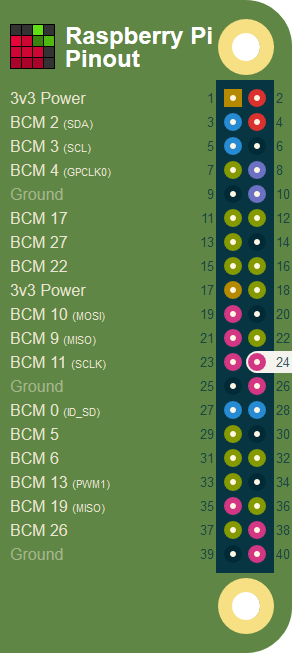 Raspberry Pi
Pinout
3v3 Power 1 2
BCM 2 (SDA) 3 4
BCM 3 (SCL) 5 6
BCM 4 (GPCLK0) 7 8
Ground 9 10
BCM 17 11 12
BCM 27 13 14
BCM 22 15 16
3v3 Power 17 18
BCM 10 (MOSI) 19 20
BCM 9 (MISO) 21 22
BCM 11 (SCLK) 23 24
Ground 25 26
BCM 0 (ID_SD) 27 28
BCM 5 29 30
BCM 6 31 32
BCM 13 (PWM1) 33 34
BCM 19 (MISO) 35 36
BCM 26 37 38
Ground 39 40